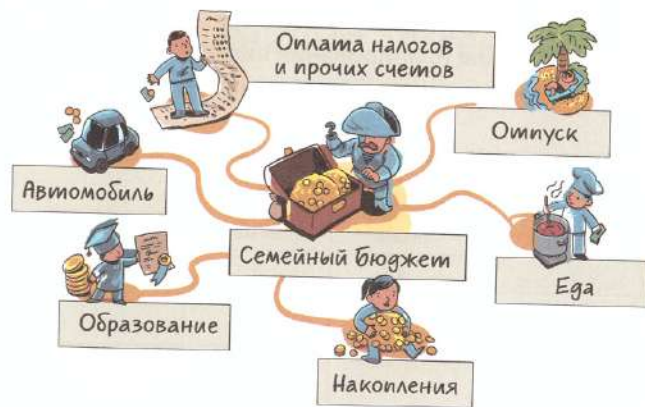 Оплата налогов
и прочих счетов
Отпуск
Автомобиль
Семейный Бюджет
Еда
Образование
Накопления